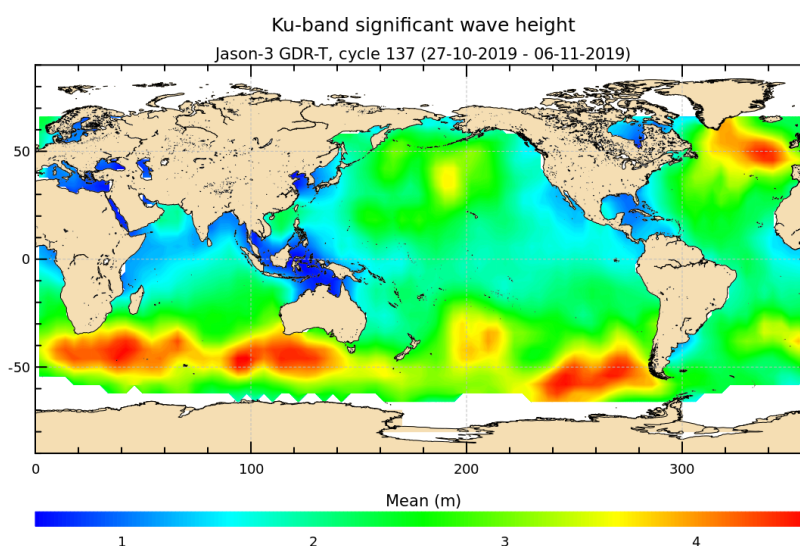 Ku-band significant wave height
Jason-3 GDR-T, cycle 137 (27-10-2019 - 06-11-2019)
50
0
-50
0 100 200 300
Mean (m)
1 2 3 4